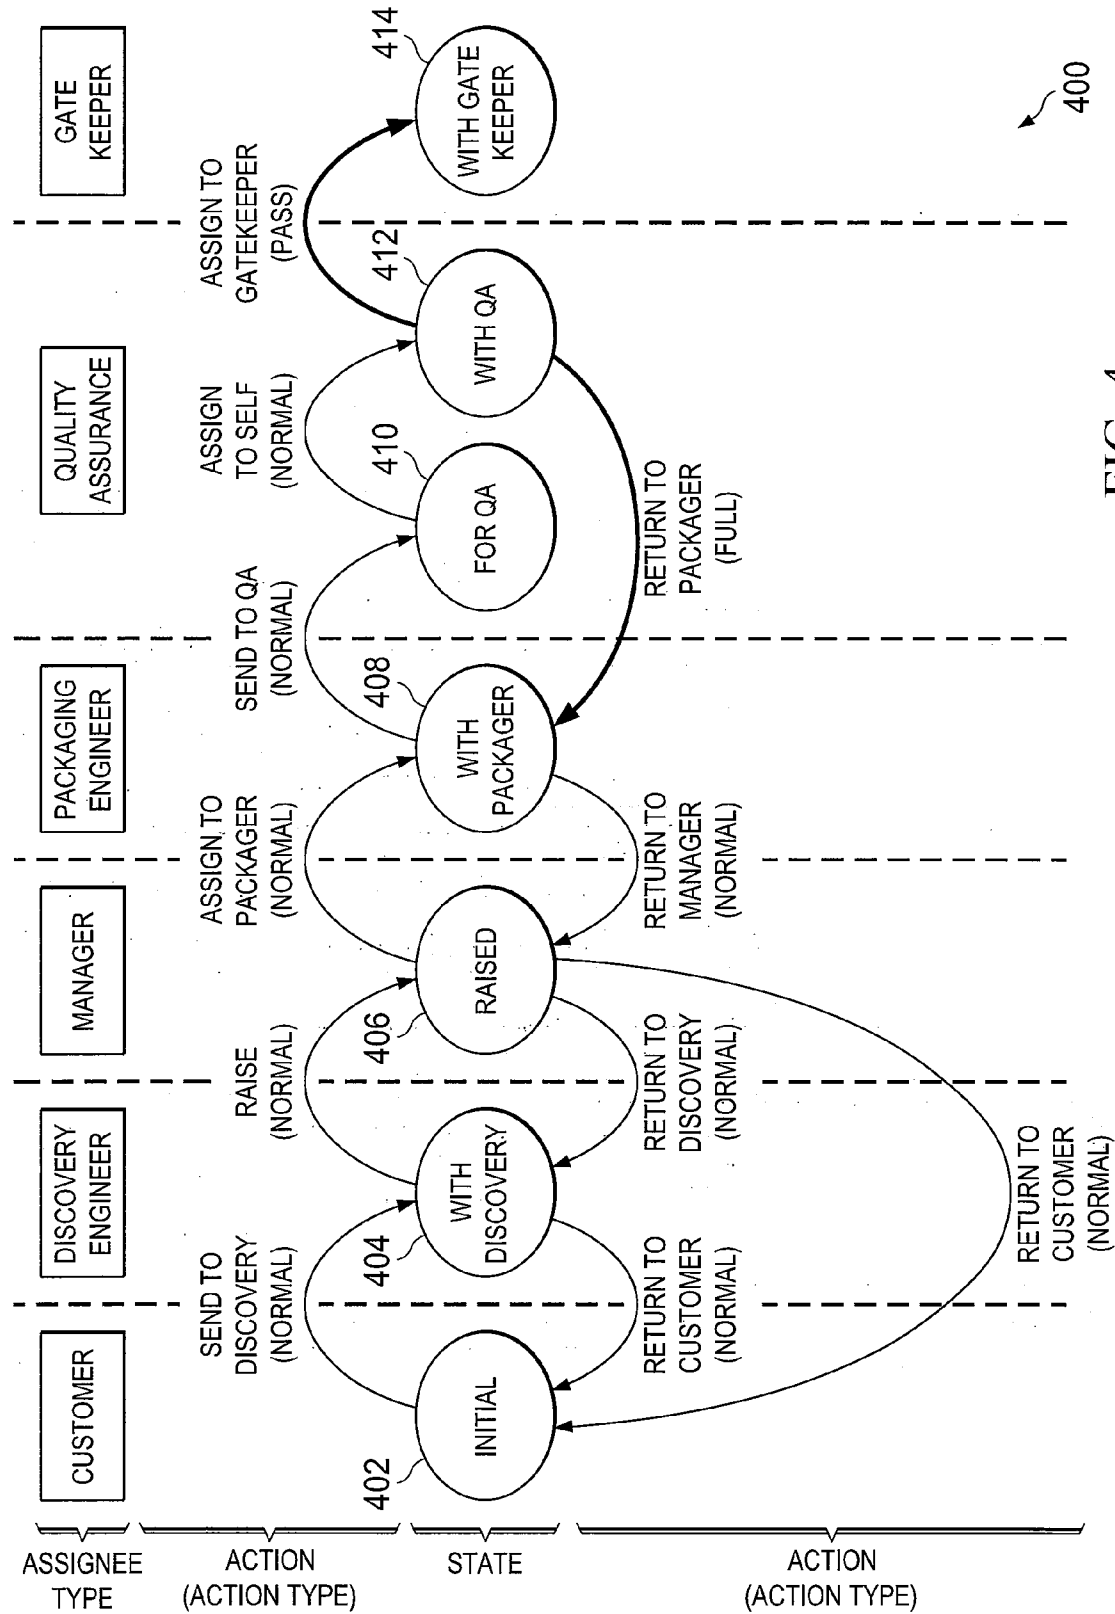 ASSIGNEE
TYPE
CUSTOMER
DISCOVERY
ENGINEER
MANAGER
PACKAGING
ENGINEER
QUALITY
ASSURANCE
GATE
KEEPER
ACTION
(ACTION TYPE)
SEND TO
DISCOVERY
(NORMAL)
RAISE
(NORMAL)
ASSIGN TO
PACKAGER
(NORMAL)
SEND TO QA
(NORMAL)
ASSIGN
TO SELF
(NORMAL)
ASSIGN TO
GATEKEEPER
(PASS)
STATE
402
INITIAL
404
WITH
DISCOVERY
406
RAISED
408
WITH
PACKAGER
410
FOR QA
412
WITH QA
414
WITH GATE
KEEPER
ACTION
(ACTION TYPE)
RETURN TO
CUSTOMER
(NORMAL)
RETURN TO
DISCOVERY
(NORMAL)
RETURN TO
MANAGER
(NORMAL)
RETURN TO
PACKAGER
(FULL)
RETURN TO
CUSTOMER
(NORMAL)
400